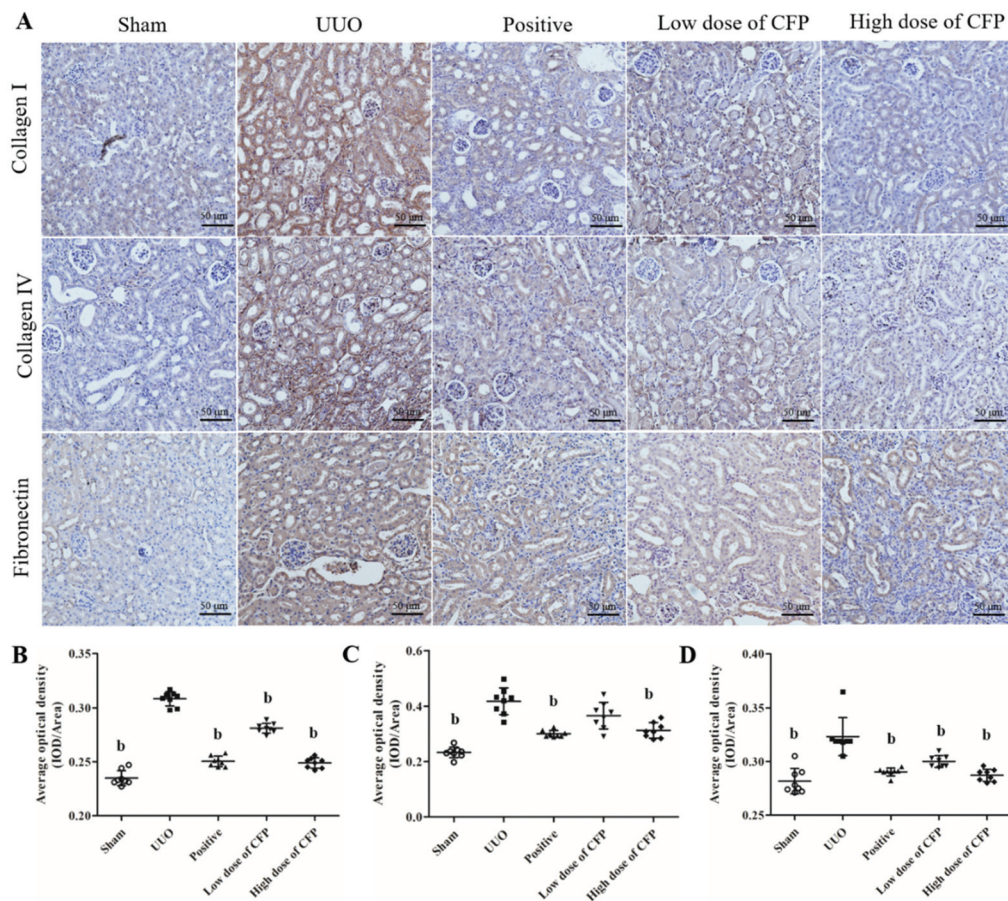 A
Sham
UUO
Positive
Low dose of CFP
High dose of CFP
Collagen I
50 μm
50 μm
50 μm
50 μm
50 μm
Collagen IV
50 μm
50 μm
50 μm
50 μm
50 μm
Fibronectin
50 μm
50 μm
50 μm
50 μm
50 μm
B
Average optical density
(IOD/Area)
0.35
0.30
0.25
0.20
b
b
b
b
Sham
UUO
Positive
Low dose of CFP
High dose of CFP
C
Average optical density
(IOD/Area)
0.6
0.4
0.2
0.0
b
b
b
Sham
UUO
Positive
Low dose of CFP
High dose of CFP
D
Average optical density
(IOD/Area)
0.40
0.35
0.30
0.25
b
b
b
b
Sham
UUO
Positive
Low dose of CFP
High dose of CFP